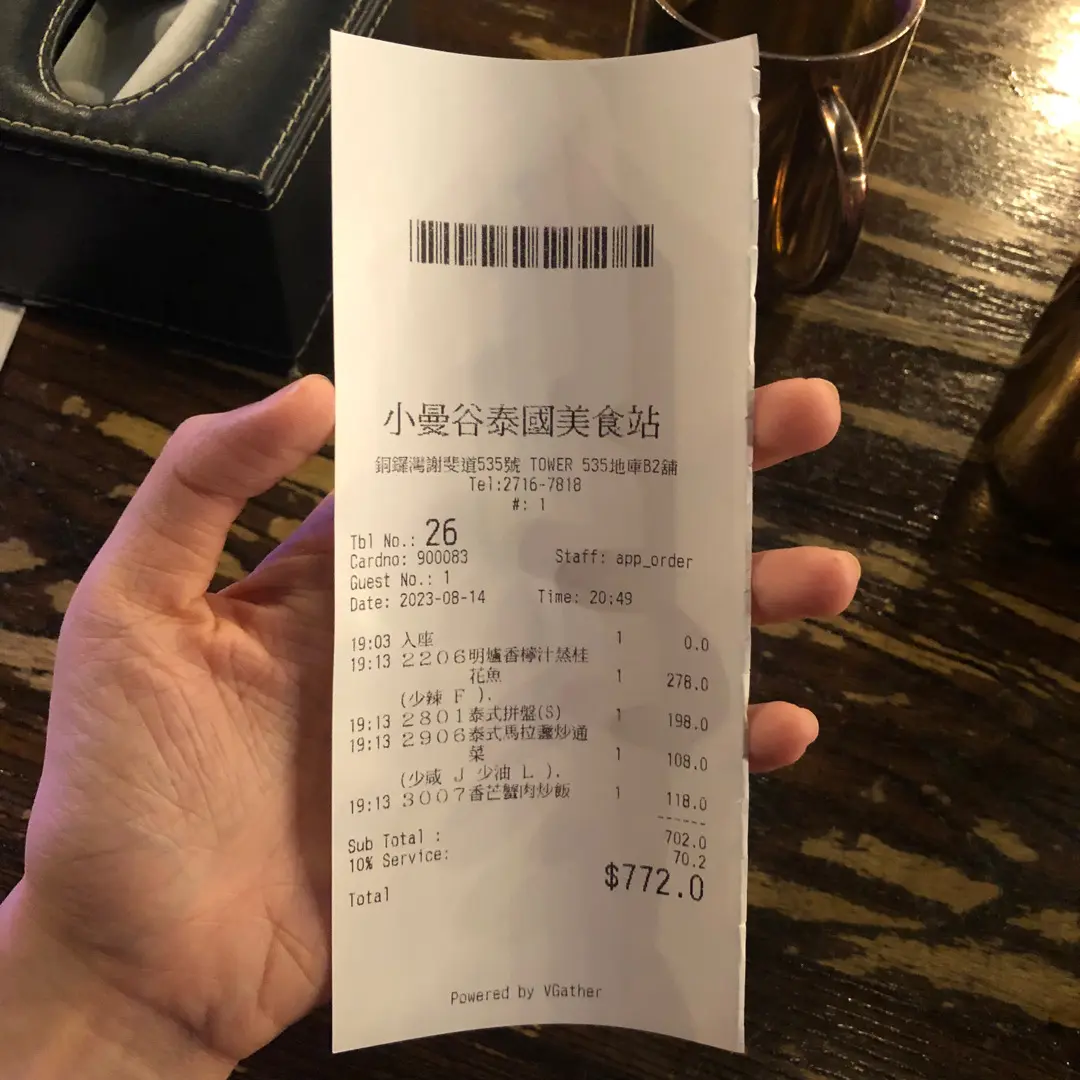 小曼谷泰國美食站
銅鑼灣謝斐道535號 TOWER 535地庫B2舖
Tel:2716-7818
#: 1
Tbl No.: 26
Cardno: 900083 Staff: app_order
Guest No.: 1
Date: 2023-08-14 Time: 20:49
19:03 入座 1 0.0
19:13 2206明爐香檸汁蒸桂
花魚 1 278.0
(少辣 F ).
19:13 2801泰式拼盤(S) 1 198.0
19:13 2906泰式馬拉盞炒通
菜 1 108.0
(少咸 J 少油 L ).
19:13 3007香芒蟹肉炒飯 1 118.0
------
Sub Total : 702.0
10% Service: 70.2
Total $772.0
Powered by VGather